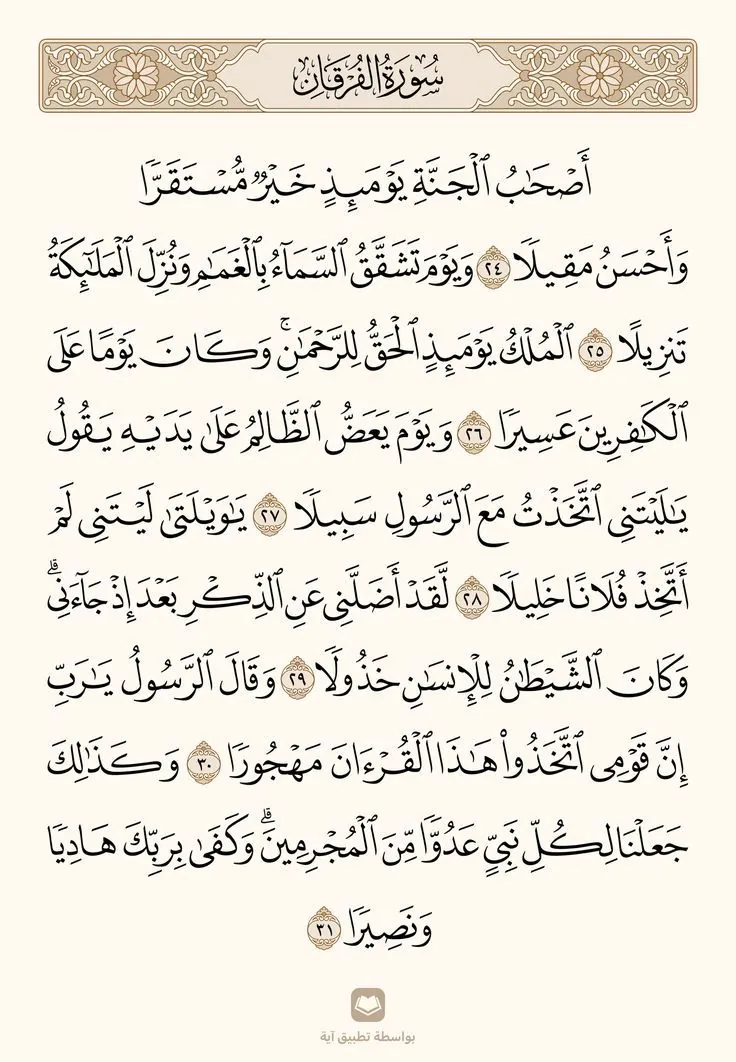 سُورَةُ الْفُرْقَانِ
أَصْحَٰبُ ٱلْجَنَّةِ يَوْمَئِذٍ خَيْرٌ مُّسْتَقَرًّا
وَأَحْسَنُ مَقِيلًا ٢٤ وَيَوْمَ تَشَقَّقُ ٱلسَّمَآءُ بِٱلْغَمَٰمِ وَنُزِّلَ ٱلْمَلَٰٓئِكَةُ
تَنزِيلًا ٢٥ ٱلْمُلْكُ يَوْمَئِذٍ ٱلْحَقُّ لِلرَّحْمَٰنِ ۚ وَكَانَ يَوْمًا عَلَى
ٱلْكَٰفِرِينَ عَسِيرًا ٢٦ وَيَوْمَ يَعَضُّ ٱلظَّالِمُ عَلَىٰ يَدَيْهِ يَقُولُ
يَٰلَيْتَنِى ٱتَّخَذْتُ مَعَ ٱلرَّسُولِ سَبِيلًا ٢٧ يَٰوَيْلَتَىٰ لَيْتَنِى لَمْ
أَتَّخِذْ فُلَانًا خَلِيلًا ٢٨ لَّقَدْ أَضَلَّنِى عَنِ ٱلذِّكْرِ بَعْدَ إِذْ جَآءَنِى ۗ
وَكَانَ ٱلشَّيْطَٰنُ لِلْإِنسَٰنِ خَذُولًا ٢٩ وَقَالَ ٱلرَّسُولُ يَٰرَبِّ
إِنَّ قَوْمِى ٱتَّخَذُوا۟ هَٰذَا ٱلْقُرْءَانَ مَهْجُورًا ٣٠ وَكَذَٰلِكَ
جَعَلْنَا لِكُلِّ نَبِىٍّ عَدُوًّا مِّنَ ٱلْمُجْرِمِينَ ۗ وَكَفَىٰ بِرَبِّكَ هَادِيًا
وَنَصِيرًا ٣١
بواسطة تطبيق آية